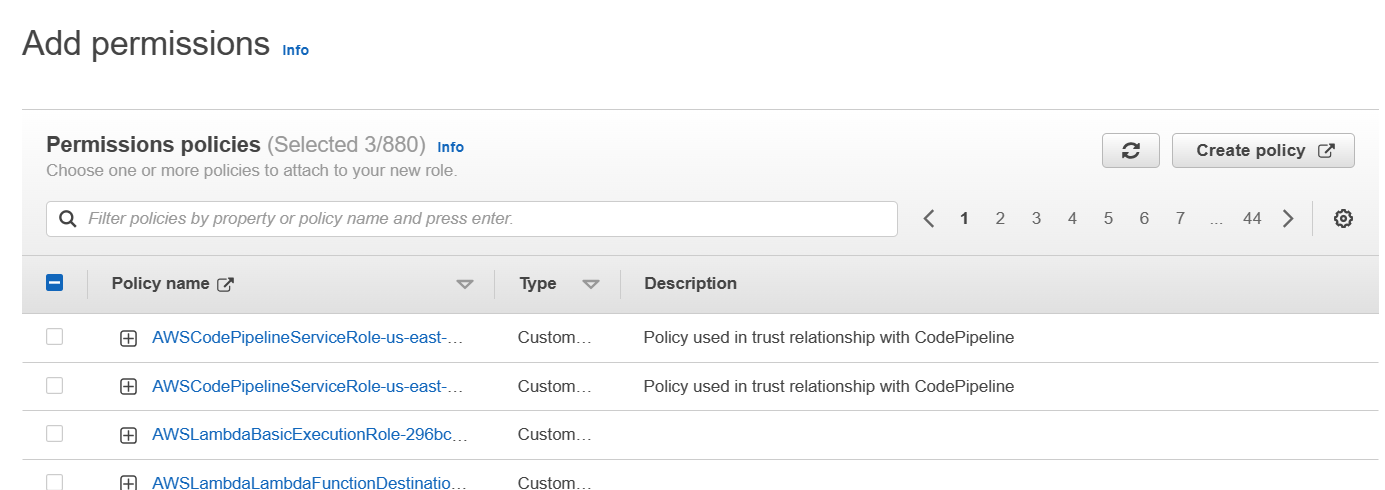 Add permissions Info
Permissions policies (Selected 3/880) Info
Create policy
Choose one or more policies to attach to your new role.
Filter policies by property or policy name and press enter.
1 2 3 4 5 6 7 ... 44
Policy name Type Description
AWSCodePipelineServiceRole-us-east-... Custom... Policy used in trust relationship with CodePipeline
AWSCodePipelineServiceRole-us-east-... Custom... Policy used in trust relationship with CodePipeline
AWSLambdaBasicExecutionRole-296bc... Custom...
AWSLambdaLambdaFunctionDestinatio... Custom...